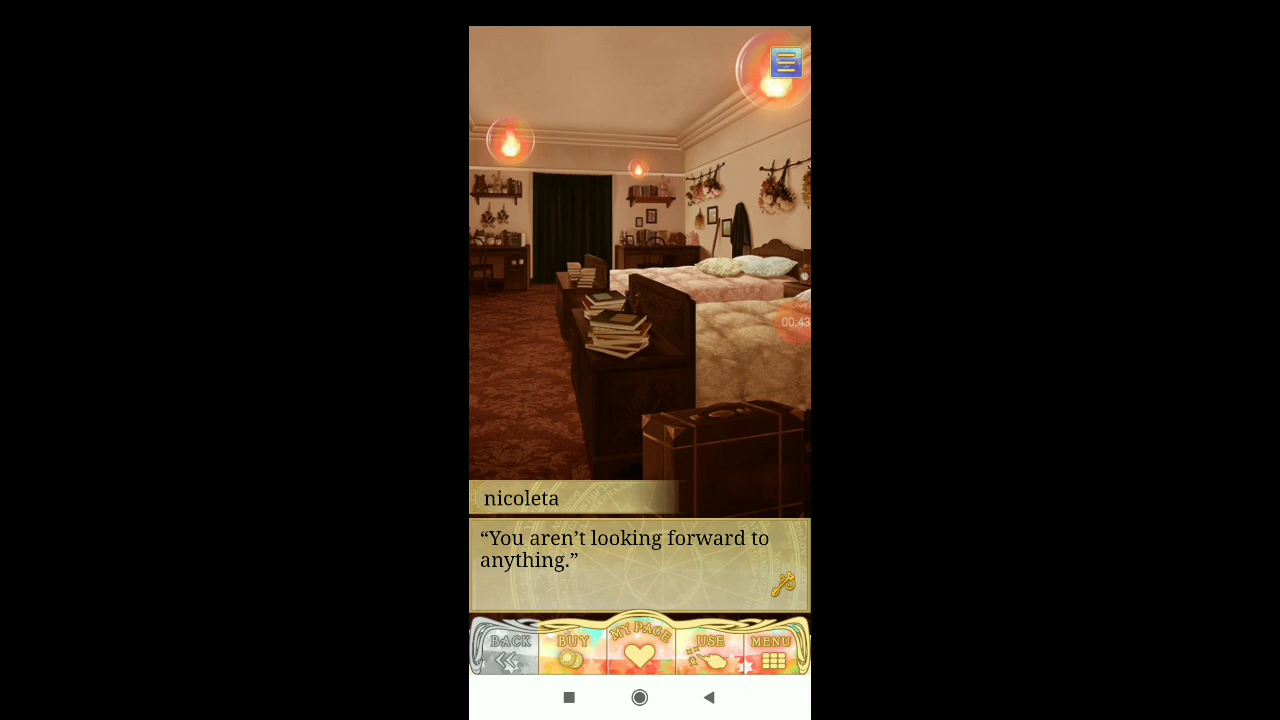 00:43
nicoleta
“You aren’t looking forward to
anything.”
BACK
BUY
MY PAGE
USE
MENU